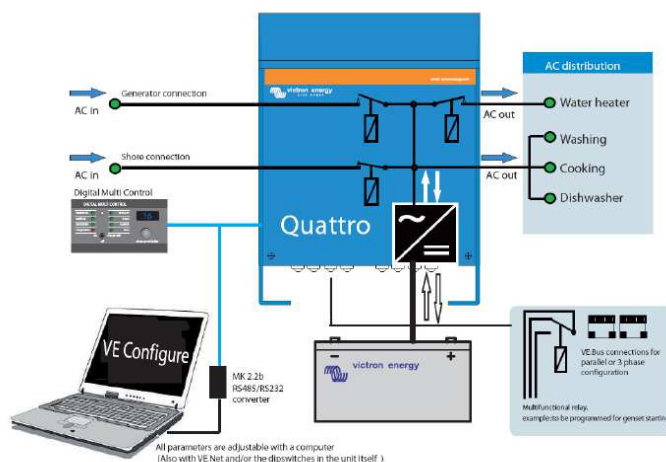 AC distribution
victron energy
Generator connection
AC in
AC out
Water heater
Washing
Shore connection
AC in
AC out
Cooking
Dishwasher
Digital Multi Control
DIGITAL MULTI CONTROL
Quattro
VE Configure
MK 2.2b
RS485/RS232
converter
- +
victron energy
VE.Bus connections for
parallel or 3 phase
configuration
Multifunctional relay.
example:to be programmed for genset starting
All parameters are adjustable with a computer
(Also with VE Net and/or the dipswitches in the unit itself )